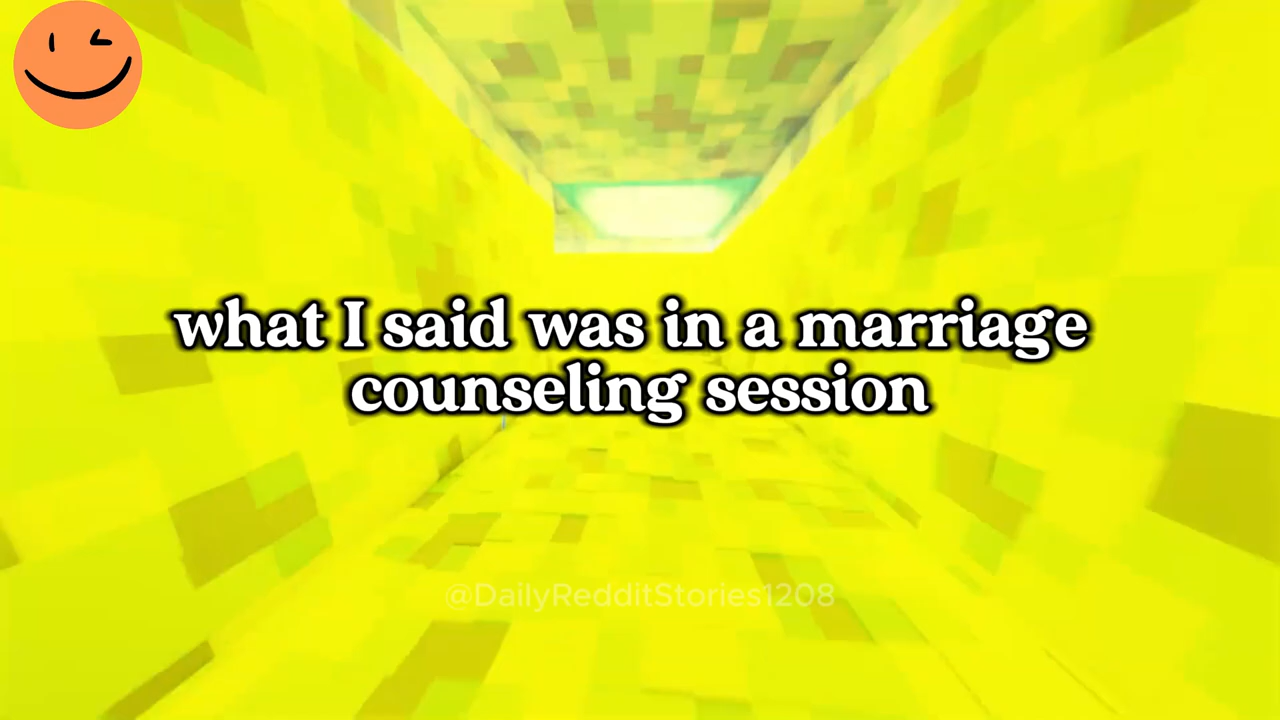 what I said was in a marriage
counseling session
@DailyRedditStories1208